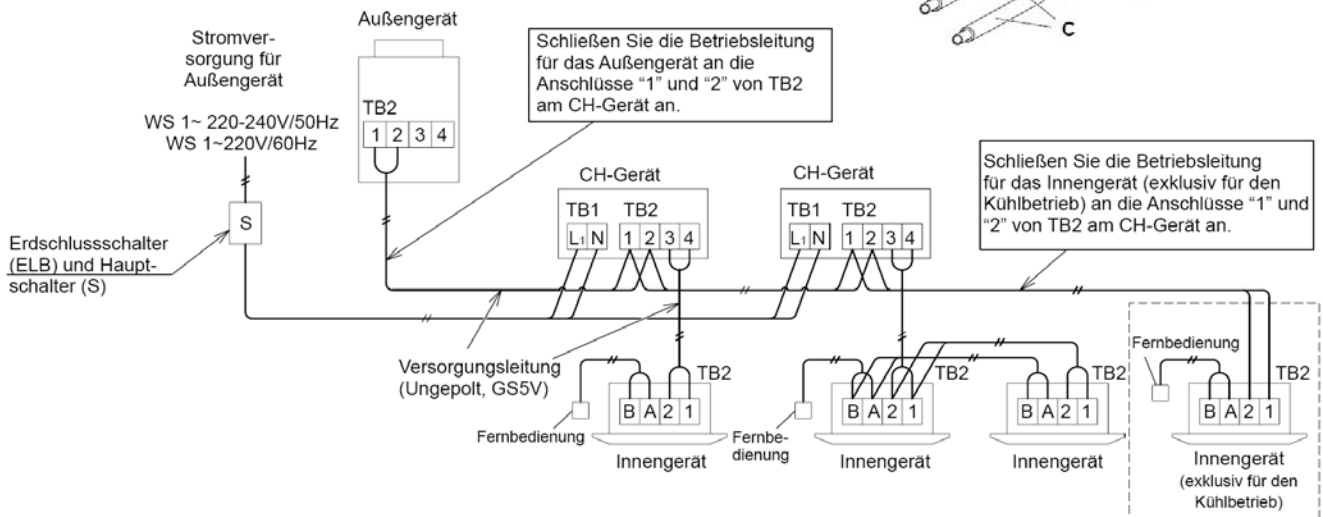 C
Außengerät
Stromver-
sorgung für
Außengerät
WS 1~ 220-240V/50Hz
WS 1~220V/60Hz
TB2
1 2 3 4
Schließen Sie die Betriebsleitung
für das Außengerät an die
Anschlüsse “1” und “2” von TB2
am CH-Gerät an.
S
Erdschlussschalter
(ELB) und Haupt-
schalter (S)
CH-Gerät
TB1 TB2
L1 N 1 2 3 4
CH-Gerät
TB1 TB2
L1 N 1 2 3 4
Schließen Sie die Betriebsleitung
für das Innengerät (exklusiv für den
Kühlbetrieb) an die Anschlüsse “1” und
“2” von TB2 am CH-Gerät an.
Versorgungsleitung
(Ungepolt, GS5V)
Fernbedienung
TB2
B A 2 1
Innengerät
Fernbe-
dienung
TB2
B A 2 1
Innengerät
TB2
B A 2 1
Innengerät
Fernbedienung
TB2
B A 2 1
Innengerät
(exklusiv für den
Kühlbetrieb)